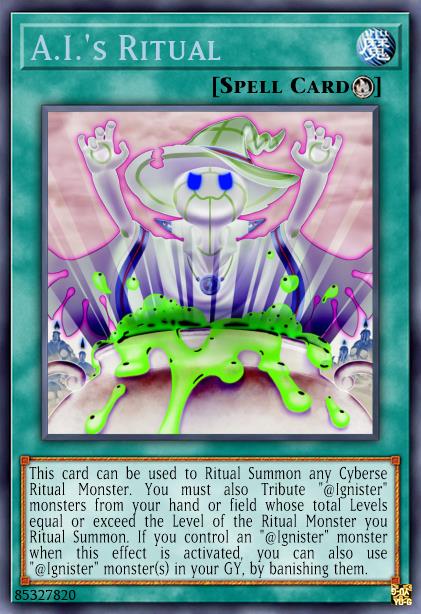 A.I.'s Ritual
[Spell Card]
This card can be used to Ritual Summon any Cyberse
Ritual Monster. You must also Tribute "@Ignister"
monsters from your hand or field whose total Levels
equal or exceed the Level of the Ritual Monster you
Ritual Summon. If you control an "@Ignister" monster
when this effect is activated, you can also use
"@Ignister" monster(s) in your GY, by banishing them.
85327820